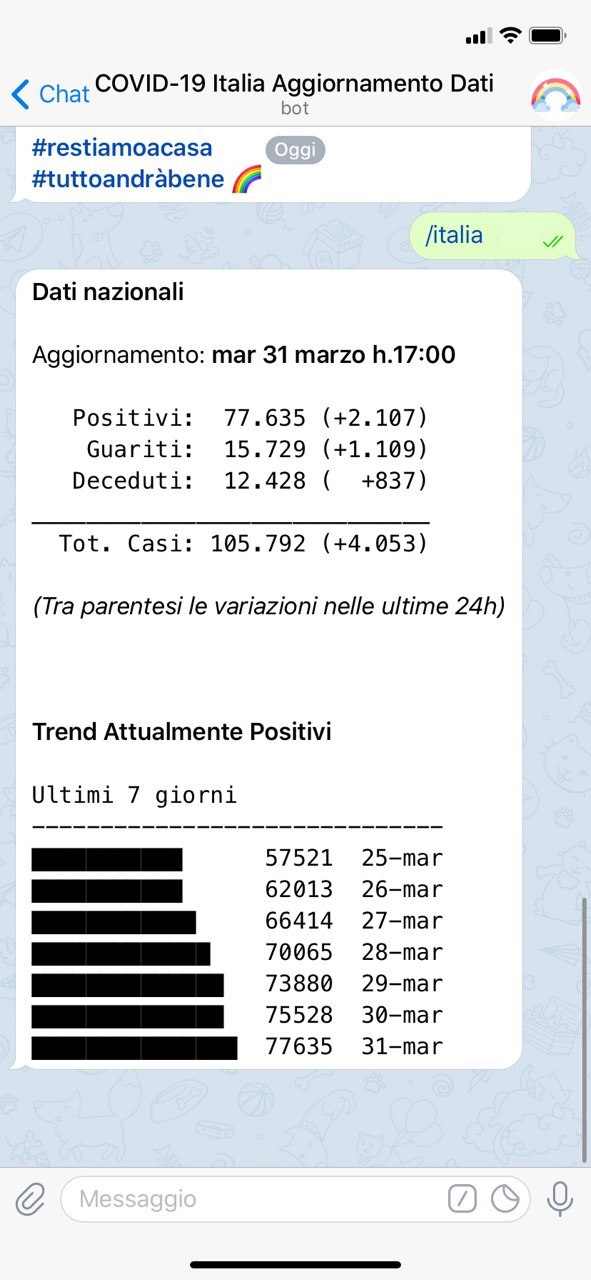 Chat
COVID-19 Italia Aggiornamento Dati
bot
#restiamoacasa
Oggi
#tuttoandràbene
/italia
Dati nazionali
Aggiornamento: mar 31 marzo h.17:00
Positivi: 77.635 (+2.107)
Guariti: 15.729 (+1.109)
Deceduti: 12.428 ( +837)
Tot. Casi: 105.792 (+4.053)
(Tra parentesi le variazioni nelle ultime 24h)
Trend Attualmente Positivi
Ultimi 7 giorni
57521 25-mar
62013 26-mar
66414 27-mar
70065 28-mar
73880 29-mar
75528 30-mar
77635 31-mar
Messaggio